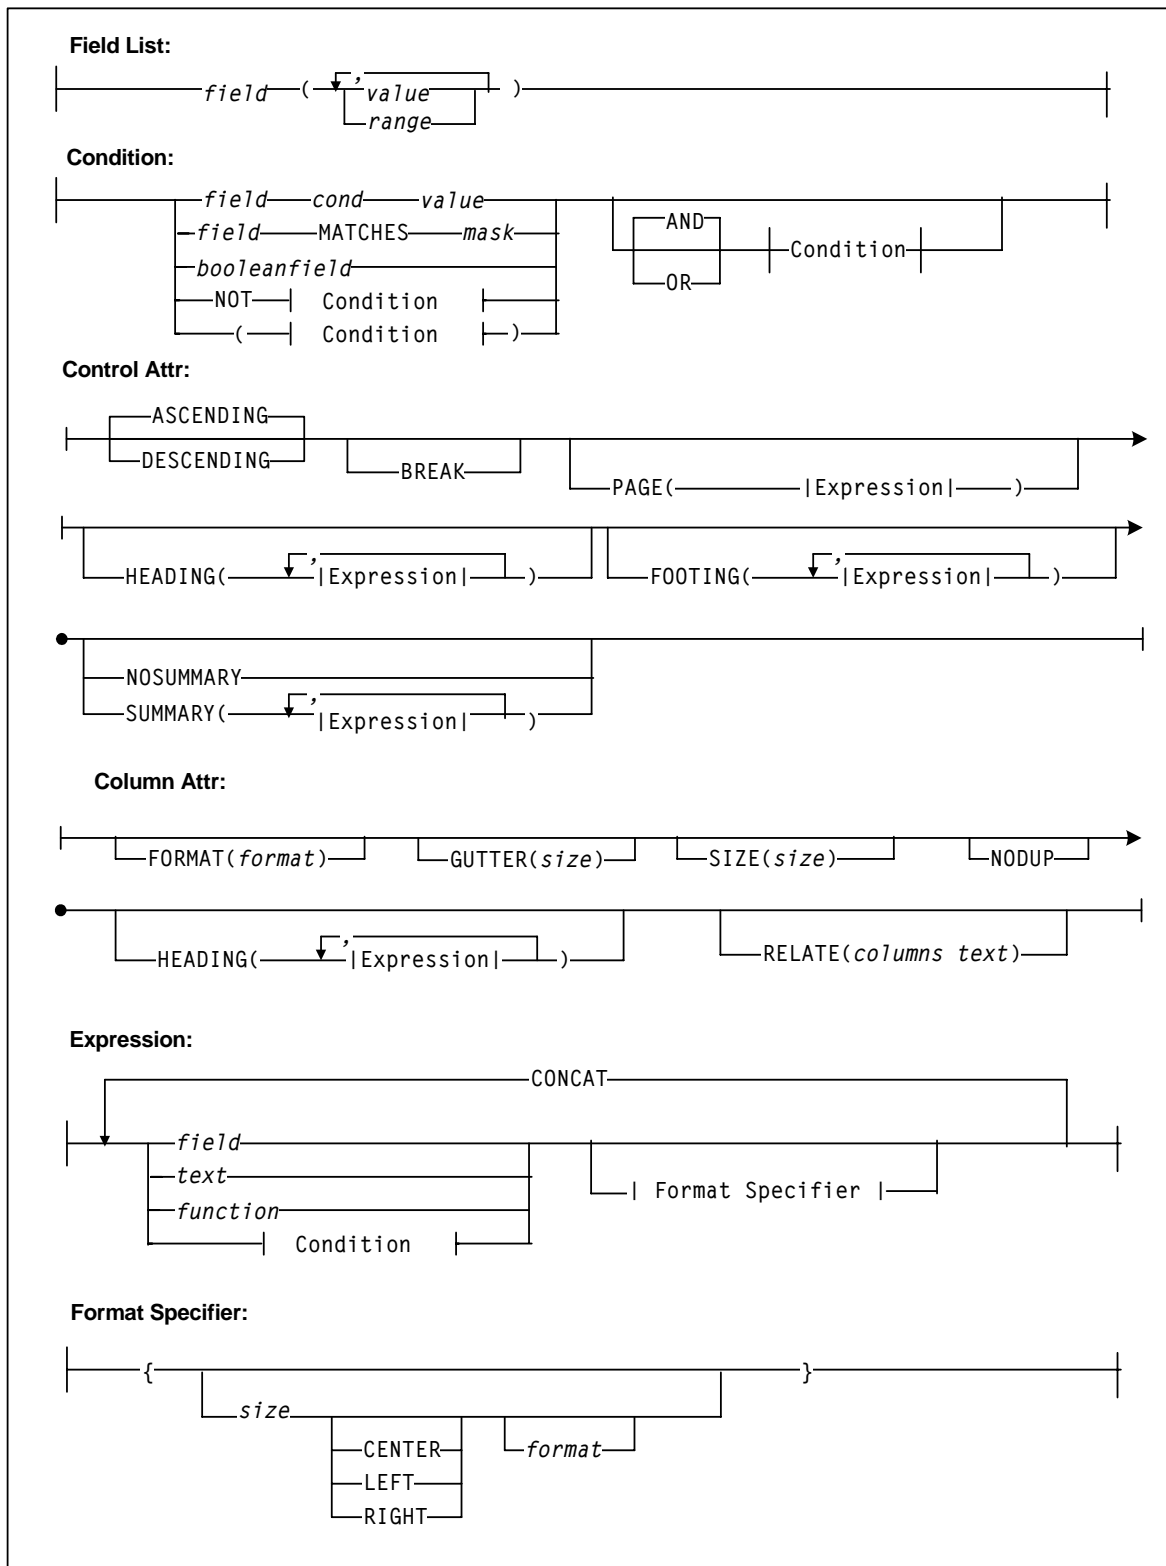 Field List:
,
field ( value )
range
Condition:
field cond value
field MATCHES mask
AND
booleanfield
Condition
OR
NOT Condition
( Condition )
Control Attr:
ASCENDING
DESCENDING
BREAK
PAGE( |Expression| )
,
HEADING( |Expression| )
,
FOOTING( |Expression| )
NOSUMMARY
,
SUMMARY( |Expression| )
Column Attr:
FORMAT(format) GUTTER(size) SIZE(size) NODUP
,
HEADING( |Expression| ) RELATE(columns text)
Expression:
CONCAT
field
text
| Format Specifier |
function
Condition
Format Specifier:
{ }
size
CENTER format
LEFT
RIGHT